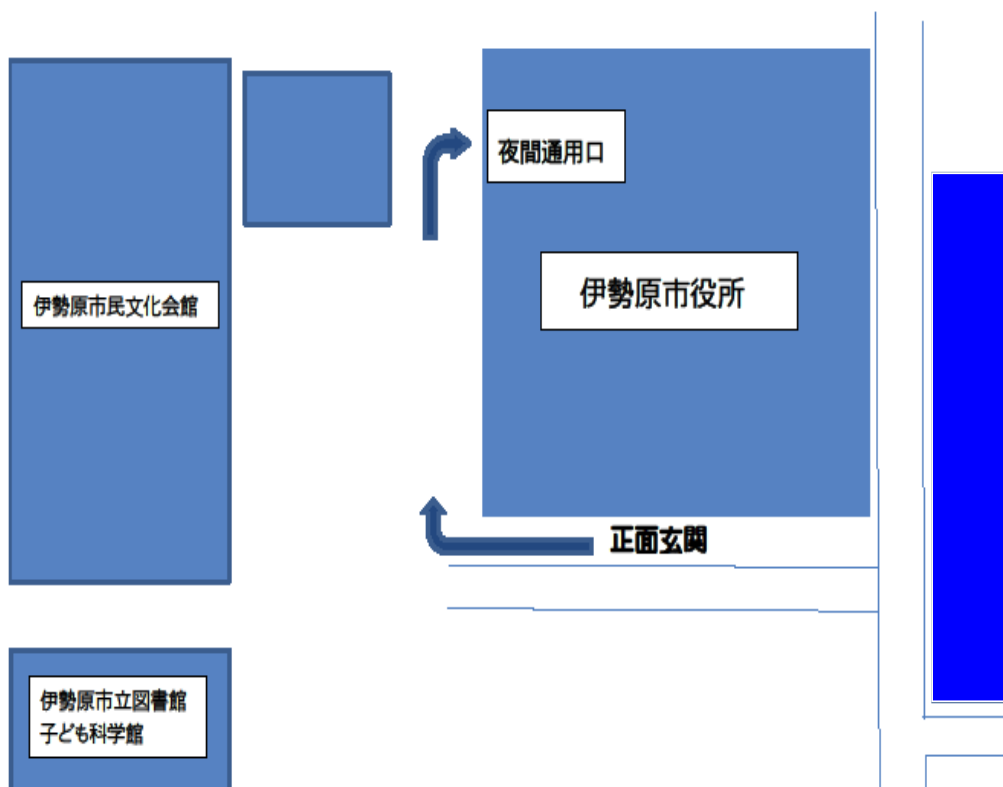 夜間通用口
伊勢原市役所
伊勢原市民文化会館
正面玄関
伊勢原市立図書館
子ども科学館